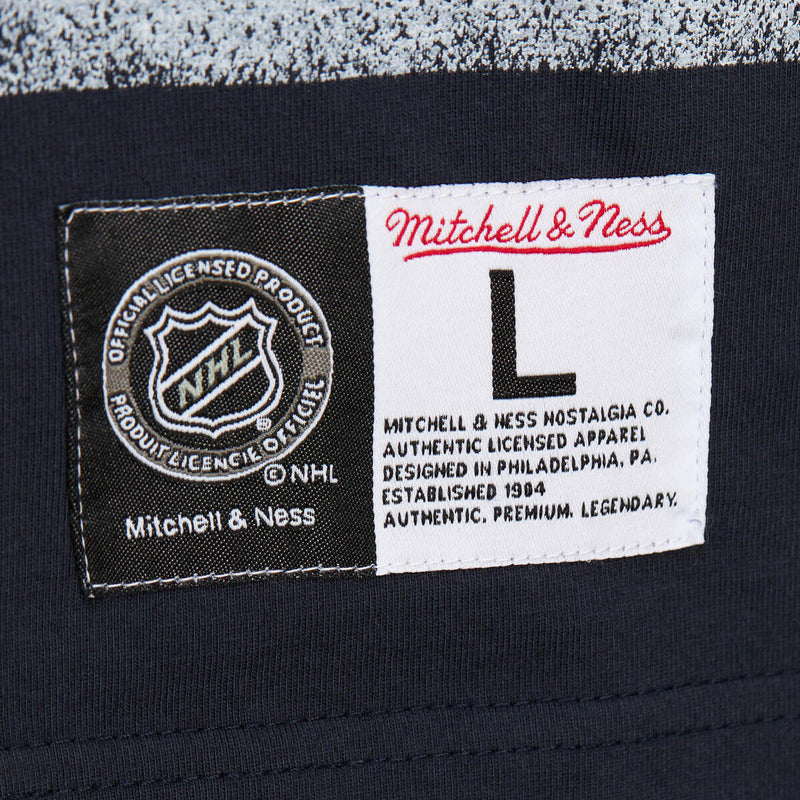 OFFICIAL LICENSED PRODUCT
NHL
PRODUIT LICENCIÉ OFFICIEL
©NHL
Mitchell & Ness
Mitchell & Ness
L
MITCHELL & NESS NOSTALGIA CO.
AUTHENTIC LICENSED APPAREL
DESIGNED IN PHILADELPHIA, PA.
ESTABLISHED 1904
AUTHENTIC. PREMIUM. LEGENDARY.